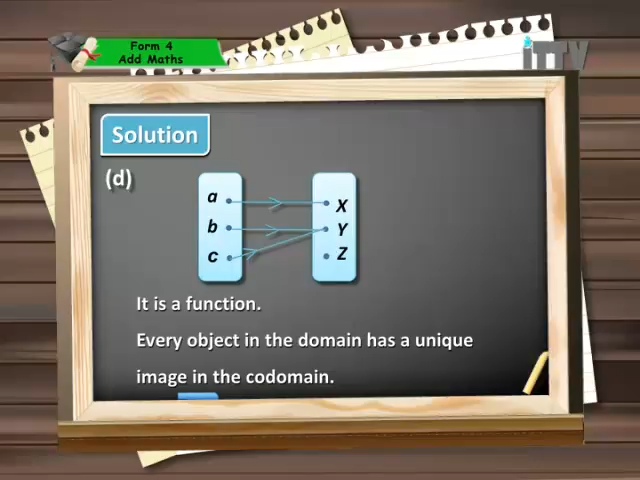 Form 4
Add Maths
iTTV
Solution
(d)
a X
b Y
c Z
It is a function.
Every object in the domain has a unique
image in the codomain.